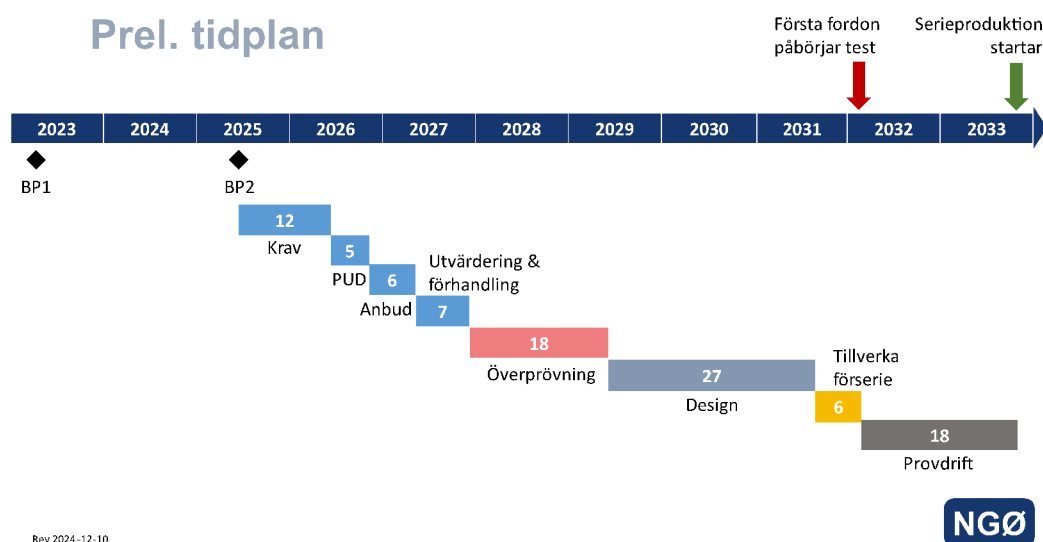 Prel. tidplan
Första fordon
påbörjar test
Serieproduktion
startar
2023 2024 2025 2026 2027 2028 2029 2030 2031 2032 2033
BP1
BP2
12
Krav
5
PUD
6
Anbud
Utvärdering &
förhandling
7
18
Överprövning
27
Design
Tillverka
förserie
6
18
Provdrift
NGØ
Rev 2024-12-10